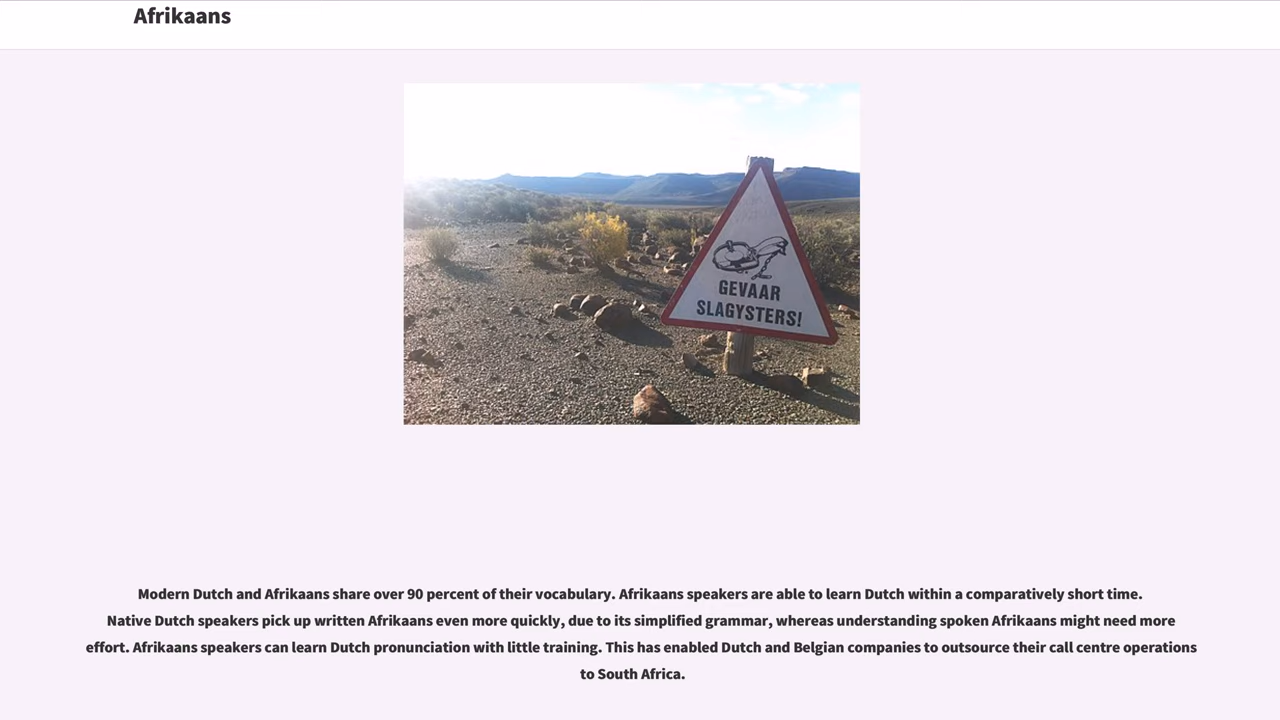 Afrikaans
GEVAAR
SLAGYSTERS!
Modern Dutch and Afrikaans share over 90 percent of their vocabulary. Afrikaans speakers are able to learn Dutch within a comparatively short time.
Native Dutch speakers pick up written Afrikaans even more quickly, due to its simplified grammar, whereas understanding spoken Afrikaans might need more
effort. Afrikaans speakers can learn Dutch pronunciation with little training. This has enabled Dutch and Belgian companies to outsource their call centre operations
to South Africa.